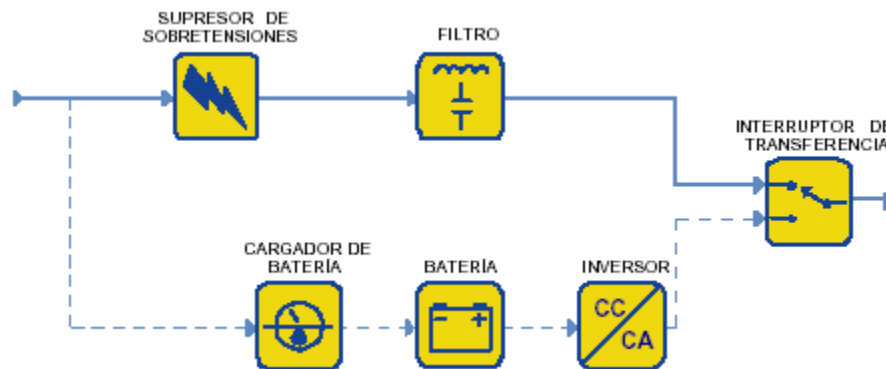 SUPRESOR DE
SOBRETENSIONES
FILTRO
INTERRUPTOR DE
TRANSFERENCIA
CARGADOR DE
BATERÍA
BATERÍA
INVERSOR
CC
CA